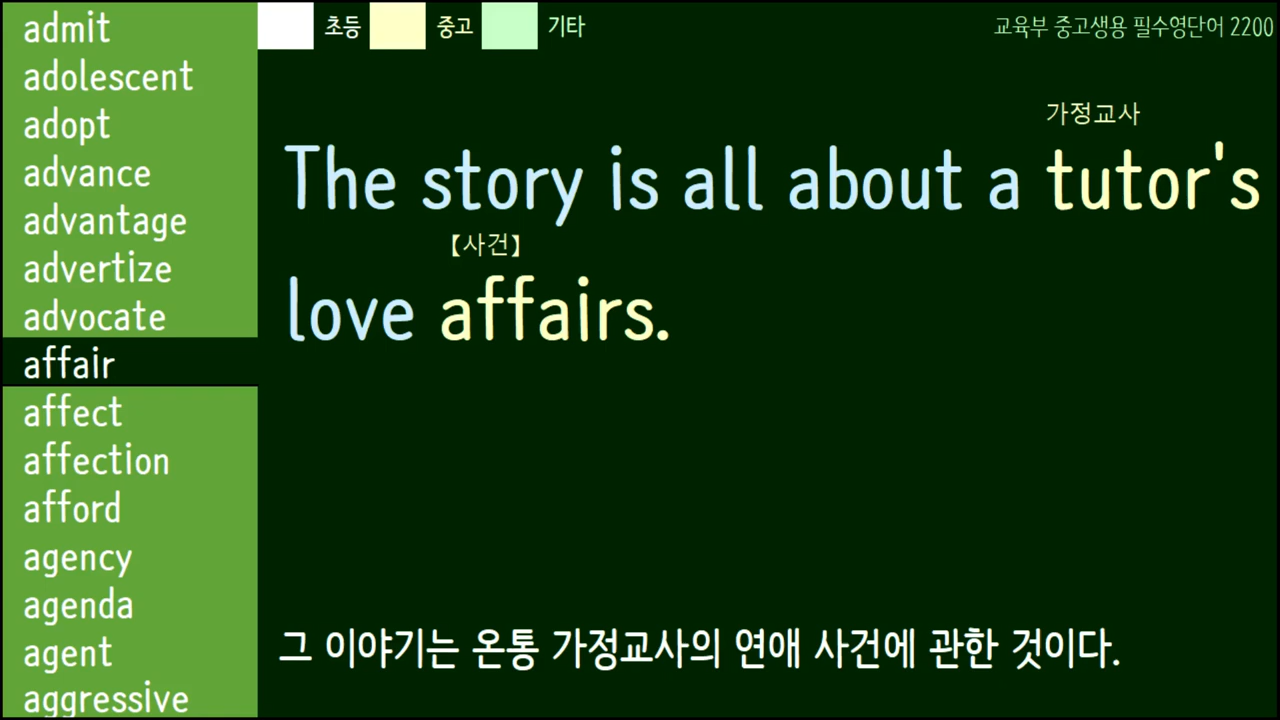 admit
adolescent
adopt
advance
advantage
advertize
advocate
affair
affect
affection
afford
agency
agenda
agent
aggressive
초등 중고 기타
교육부 중고생용 필수영단어 2200
가정교사
The story is all about a tutor's
【사건】
love affairs.
그 이야기는 온통 가정교사의 연애 사건에 관한 것이다.